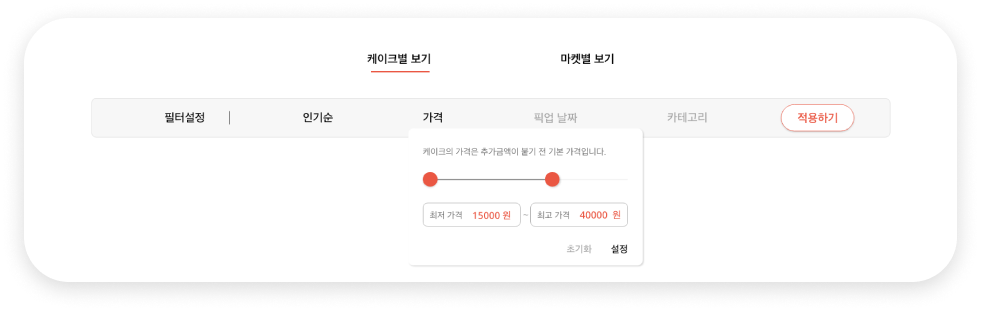 케이크별 보기 마켓별 보기
필터설정 인기순 가격 픽업 날짜 카테고리 적용하기
케이크의 가격은 추가금액이 붙기 전 기본 가격입니다.
최저 가격 15000 원 ~ 최고 가격 40000 원
초기화 설정